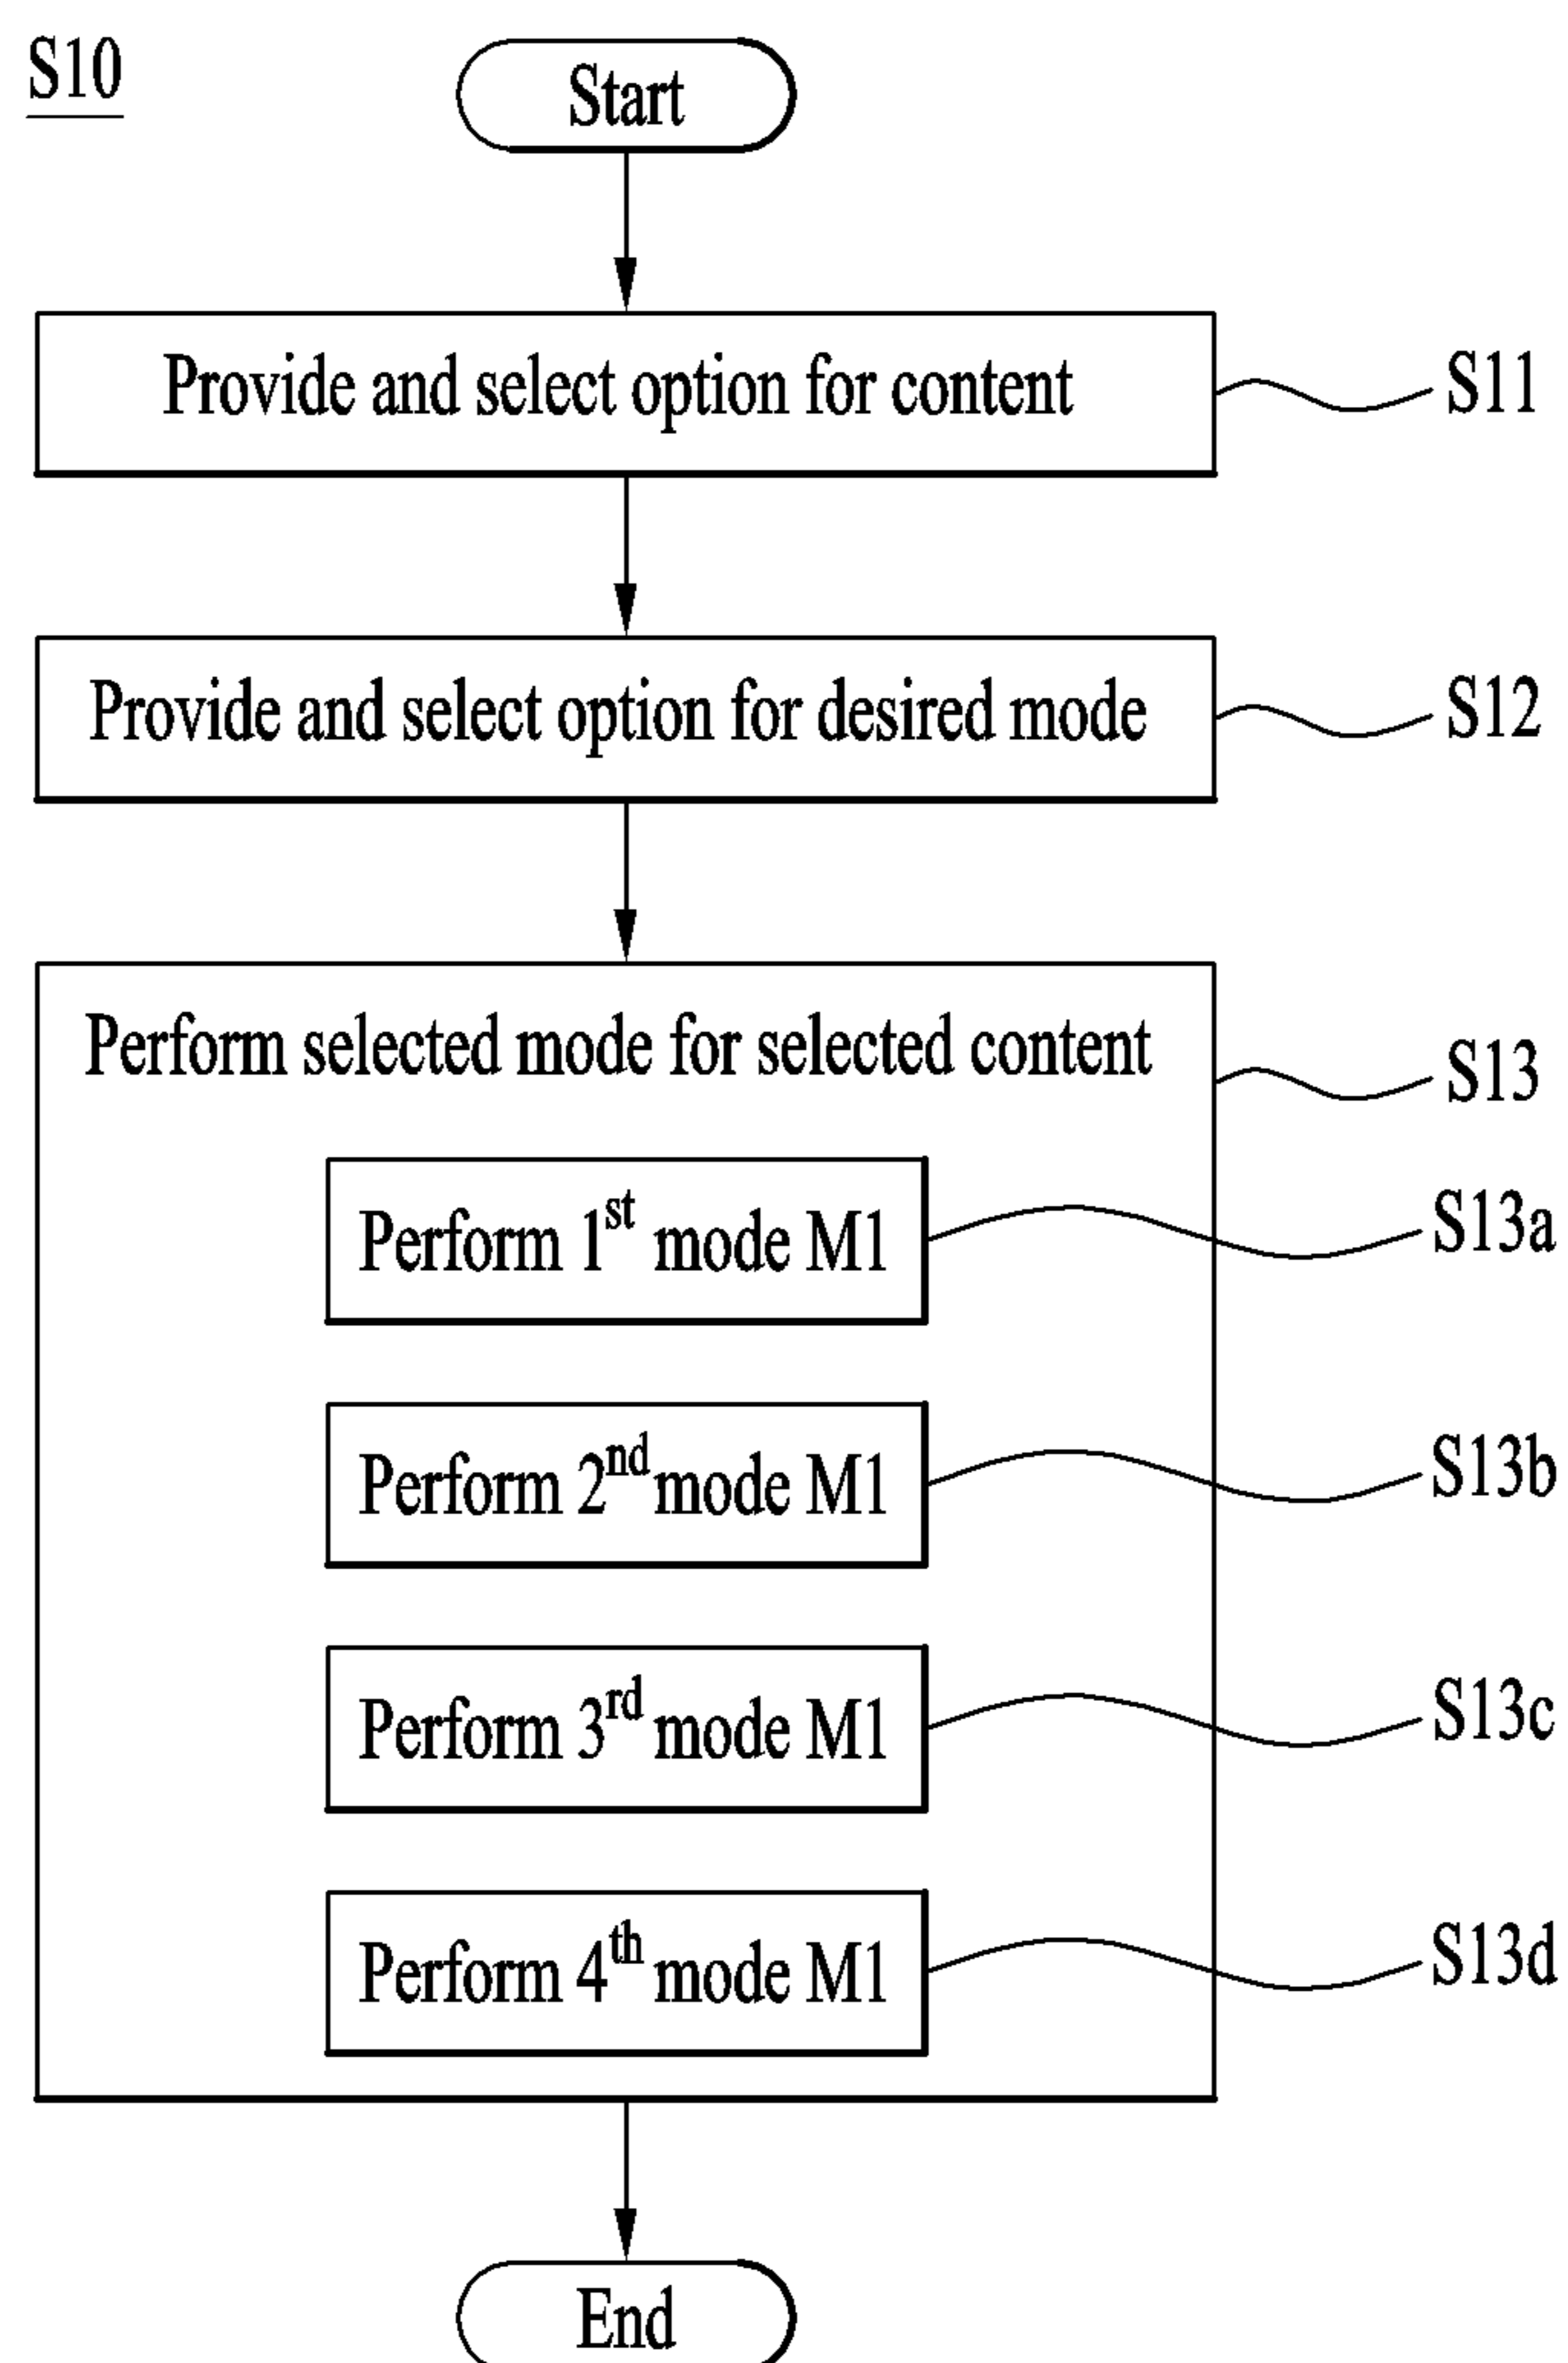 S10
Start
Provide and select option for content
S11
Provide and select option for desired mode
S12
Perform selected mode for selected content
S13
Perform 1st mode M1
S13a
Perform 2nd mode M1
S13b
Perform 3rd mode M1
S13c
Perform 4th mode M1
S13d
End